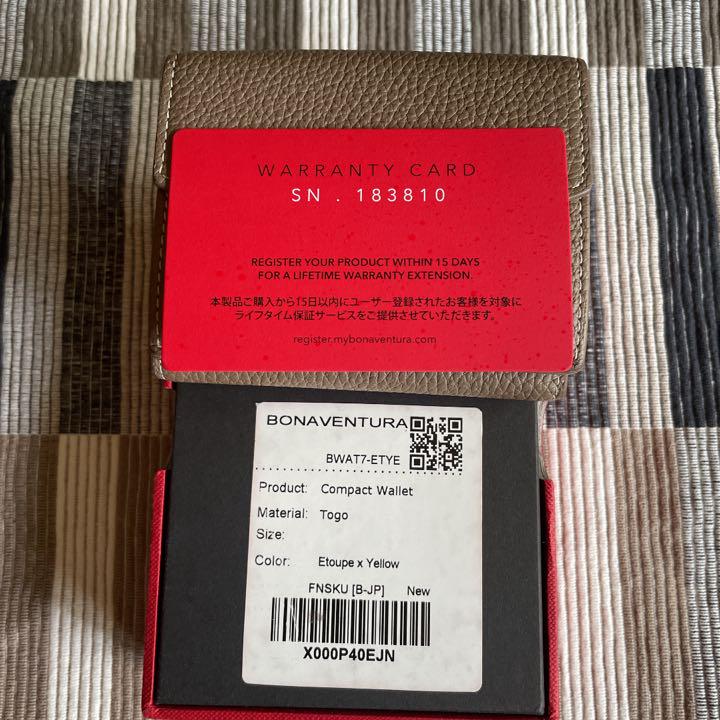 WARRANTY CARD
SN . 183810
REGISTER YOUR PRODUCT WITHIN 15 DAYS
FOR A LIFETIME WARRANTY EXTENSION.
本製品ご購入から15日以内にユーザー登録されたお客様を対象に
ライフタイム保証サービスをご提供させていただきます。
register.mybonaventura.com
BONAVENTURA
BWAT7-ETYE
Product: Compact Wallet
Material: Togo
Size:
Color: Etoupe x Yellow
FNSKU [B-JP] New
X000P40EJN